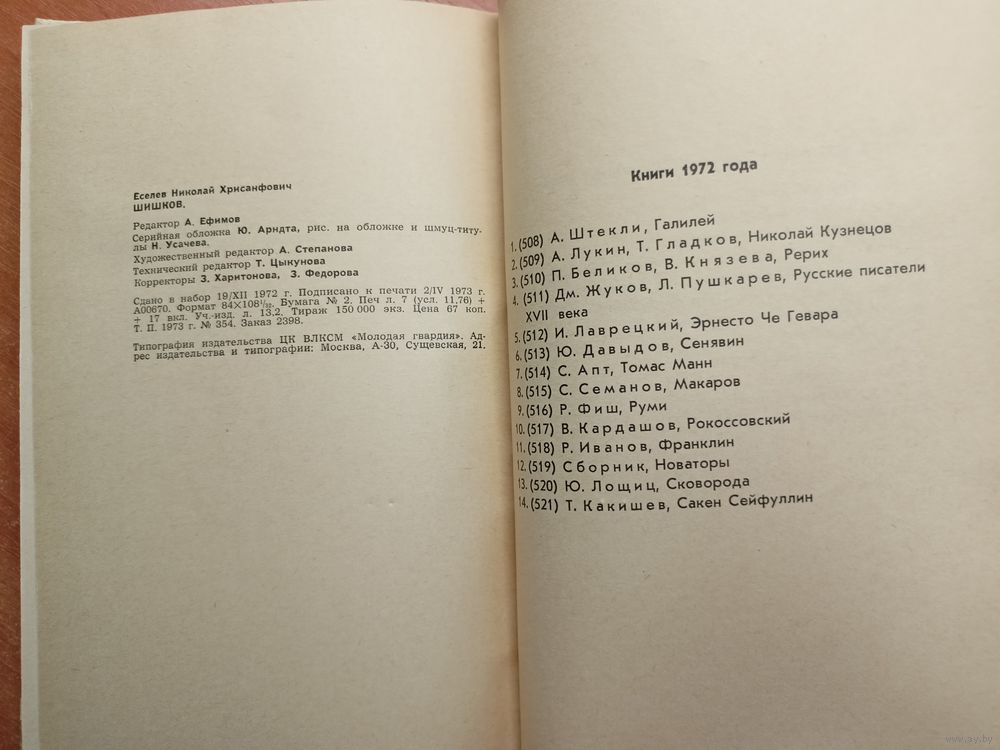 Еселев Николай Хрисанфович
ШИШКОВ.
Редактор А. Ефимов
Серийная обложка Ю. Арндта, рис. на обложке и шмуц-титу-
лы Н. Усачева.
Художественный редактор А. Степанова
Технический редактор Т. Цыкунова
Корректоры З. Харитонова, З. Федорова
Сдано в набор 19/XII 1972 г. Подписано к печати 2/IV 1973 г.
А00670. Формат 84×108¹/₃₂. Бумага № 2. Печ л. 7 (усл. 11,76) +
+ 17 вкл. Уч.-изд. л. 13,2. Тираж 150 000 экз. Цена 67 коп.
Т. П. 1973 г. № 354. Заказ 2398.
Типография издательства ЦК ВЛКСМ «Молодая гвардия». Ад-
рес издательства и типографии: Москва, А-30, Сущевская, 21.
Книги 1972 года
1. (508) А. Штекли, Галилей
2. (509) А. Лукин, Т. Гладков, Николай Кузнецов
3. (510) П. Беликов, В. Князева, Рерих
4. (511) Дм. Жуков, Л. Пушкарев, Русские писатели
XVII века
5. (512) И. Лаврецкий, Эрнесто Че Гевара
6. (513) Ю. Давыдов, Сенявин
7. (514) С. Апт, Томас Манн
8. (515) С. Семанов, Макаров
9. (516) Р. Фиш, Руми
10. (517) В. Кардашов, Рокоссовский
11. (518) Р. Иванов, Франклин
12. (519) Сборник, Новаторы
13. (520) Ю. Лощиц, Сковорода
14. (521) Т. Какишев, Сакен Сейфуллин
www.ay.by